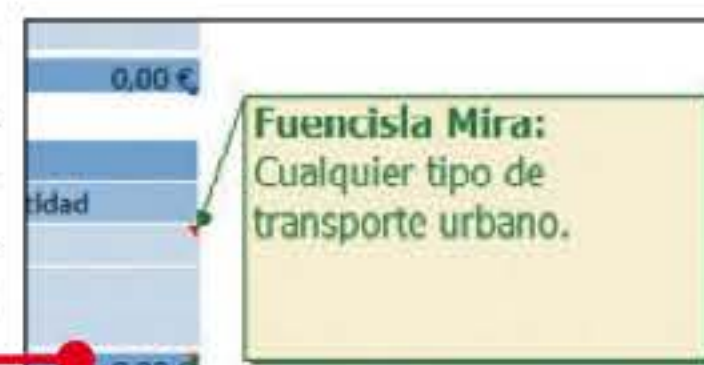 0,00 €
Fuencisla Mira:
Cualquier tipo de
transporte urbano.
tidad